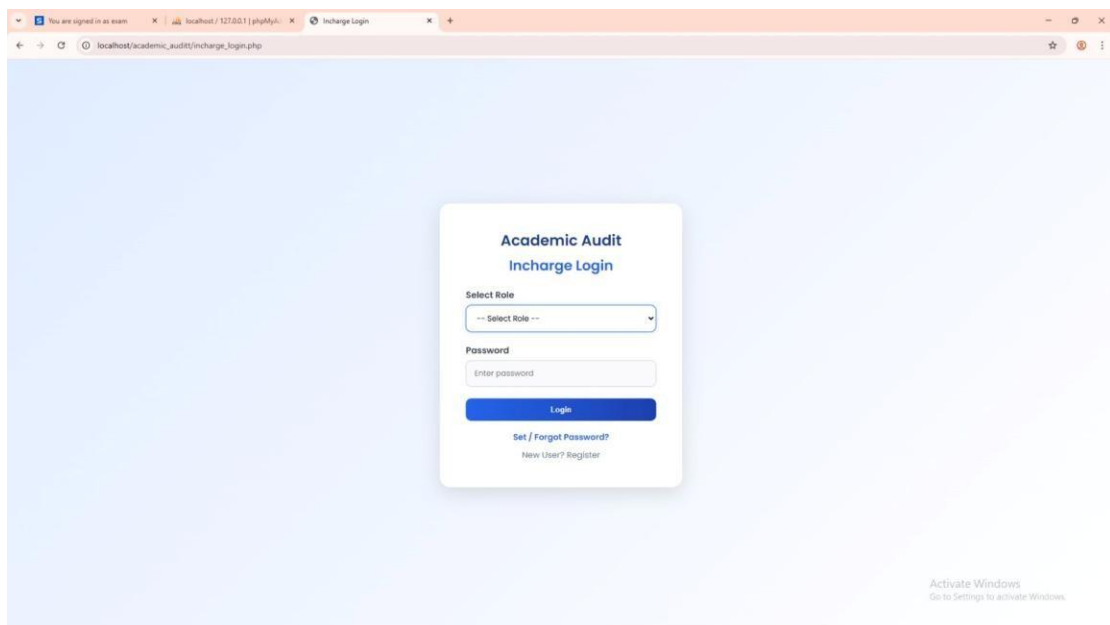 You are signed in as exam
localhost / 127.0.0.1 | phpMyA
Incharge Login
localhost/academic_auditt/incharge_login.php
Academic Audit
Incharge Login
Select Role
-- Select Role --
Password
Enter password
Login
Set / Forgot Password?
New User? Register
Activate Windows
Go to Settings to activate Windows.